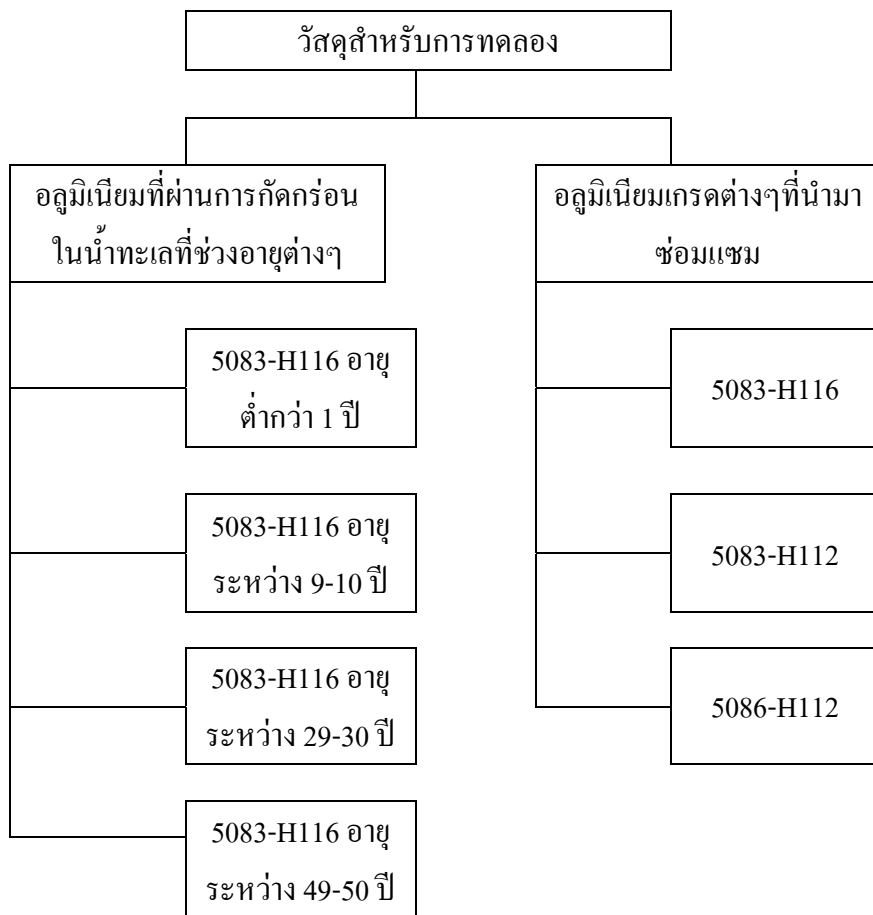 วัสดุสำหรับการทดลอง
อลูมิเนียมที่ผ่านการกัดกร่อน
ในน้ำทะเลที่ช่วงอายุต่างๆ
5083-H116 อายุ
ต่ำกว่า 1 ปี
5083-H116 อายุ
ระหว่าง 9-10 ปี
5083-H116 อายุ
ระหว่าง 29-30 ปี
5083-H116 อายุ
ระหว่าง 49-50 ปี
อลูมิเนียมเกรดต่างๆที่นำมา
ซ่อมแซม
5083-H116
5083-H112
5086-H112